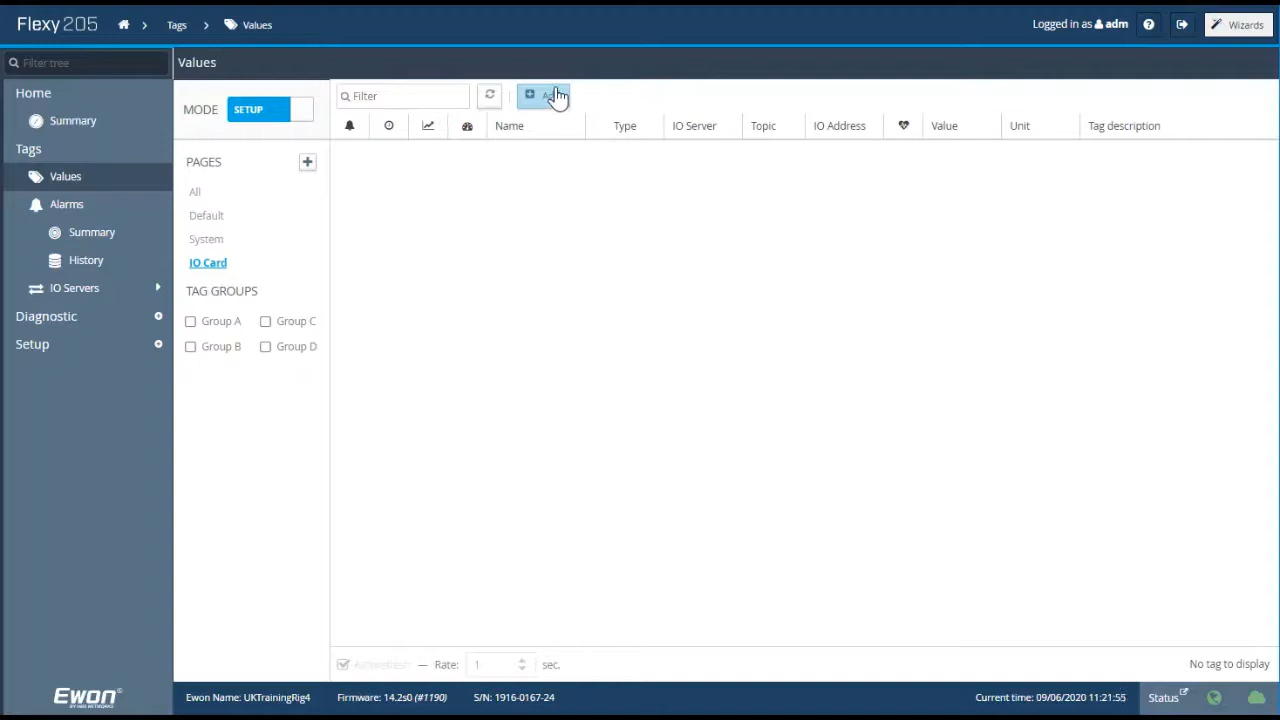 Flexy 205 > Tags > Values
Logged in as adm
Wizards
Filter tree
Values
Home
Summary
Tags
Values
Alarms
Summary
History
IO Servers
Diagnostic
Setup
MODE SETUP
PAGES
All
Default
System
IO Card
TAG GROUPS
Group A Group C
Group B Group D
Filter
Name Type IO Server Topic IO Address Value Unit Tag description
Autorefresh — Rate: 1 sec.
No tag to display
Ewon
BY HMS NETWORKS
Ewon Name: UKTrainingRig4 Firmware: 14.2s0 (#1190) S/N: 1916-0167-24
Current time: 09/06/2020 11:21:55 Status